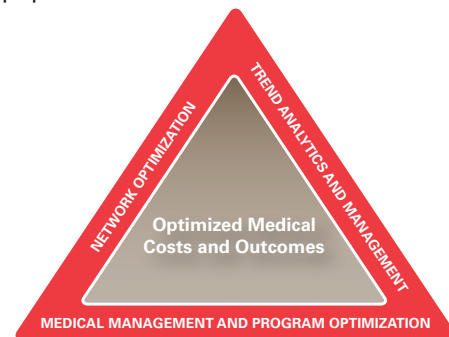 NETWORK OPTIMIZATION
TREND ANALYTICS AND MANAGEMENT
Optimized Medical
Costs and Outcomes
MEDICAL MANAGEMENT AND PROGRAM OPTIMIZATION